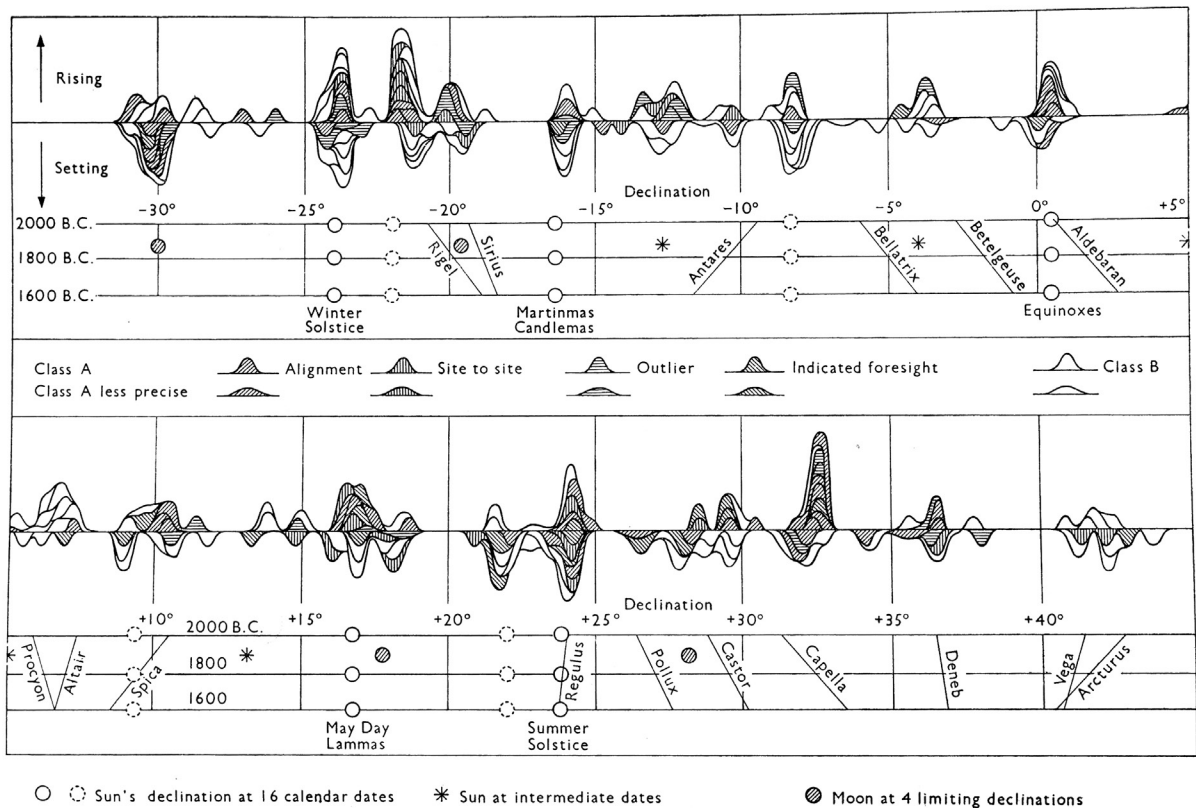 Rising
Setting
Declination
-30° -25° -20° -15° -10° -5° 0° +5°
2000 B.C.
1800 B.C.
1600 B.C.
Rigel
Sirius
Antares
Bellatrix
Betelgeuse
Aldebaran
Winter Solstice
Martinmas Candlemas
Equinoxes
Class A Alignment Site to site Outlier Indicated foresight Class B
Class A less precise
Declination
+10° +15° +20° +25° +30° +35° +40°
2000 B.C.
1800
1600
Procyon
Altair
Spica
Regulus
Pollux
Castor
Capella
Deneb
Vega
Arcturus
May Day Lammas
Summer Solstice
Sun's declination at 16 calendar dates Sun at intermediate dates Moon at 4 limiting declinations